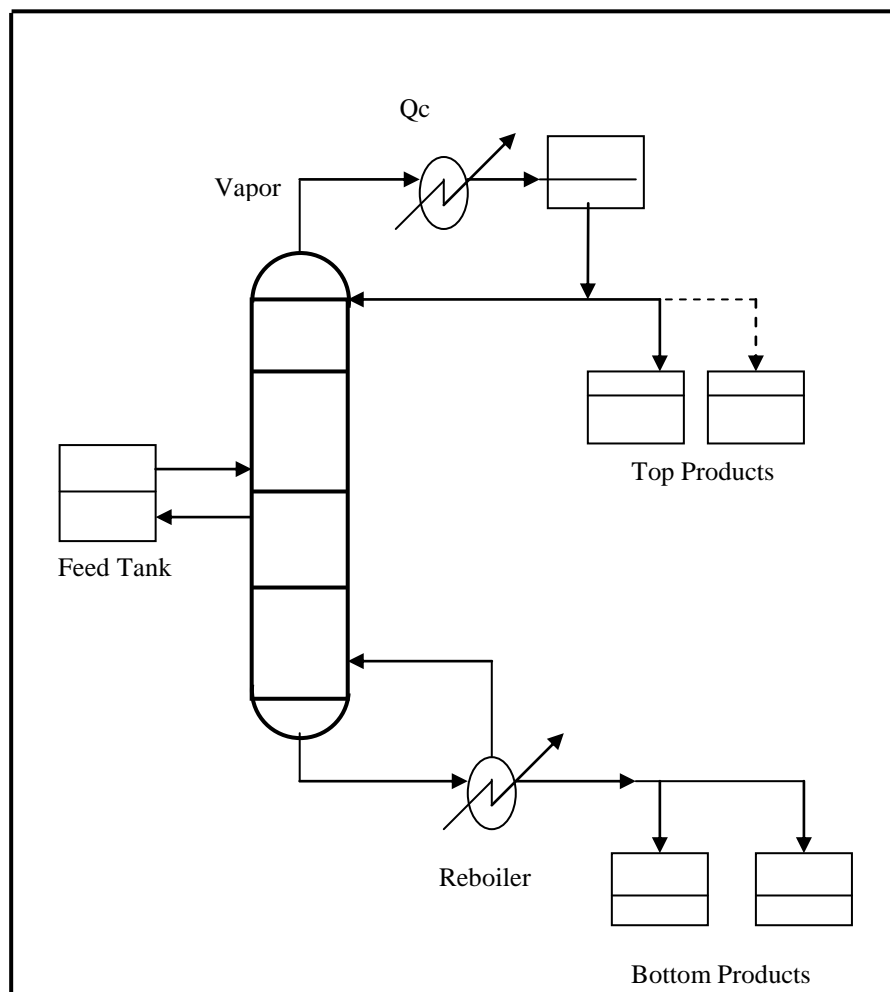 Qc
Vapor
Top Products
Feed Tank
Reboiler
Bottom Products